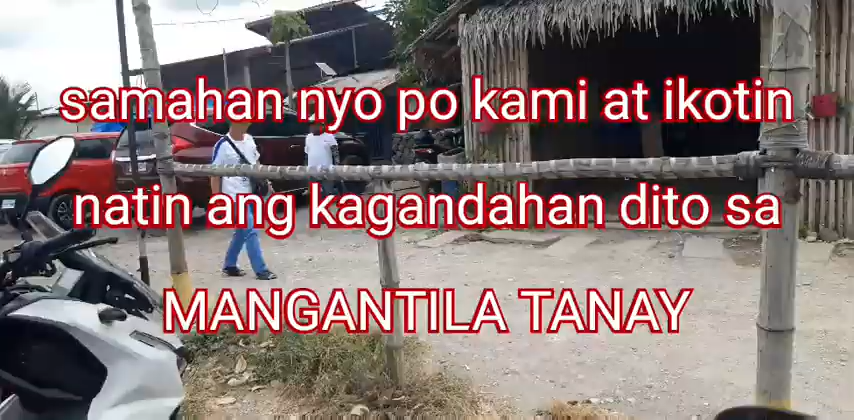 samahan nyo po kami at ikotin
natin ang kagandahan dito sa
MANGANTILA TANAY